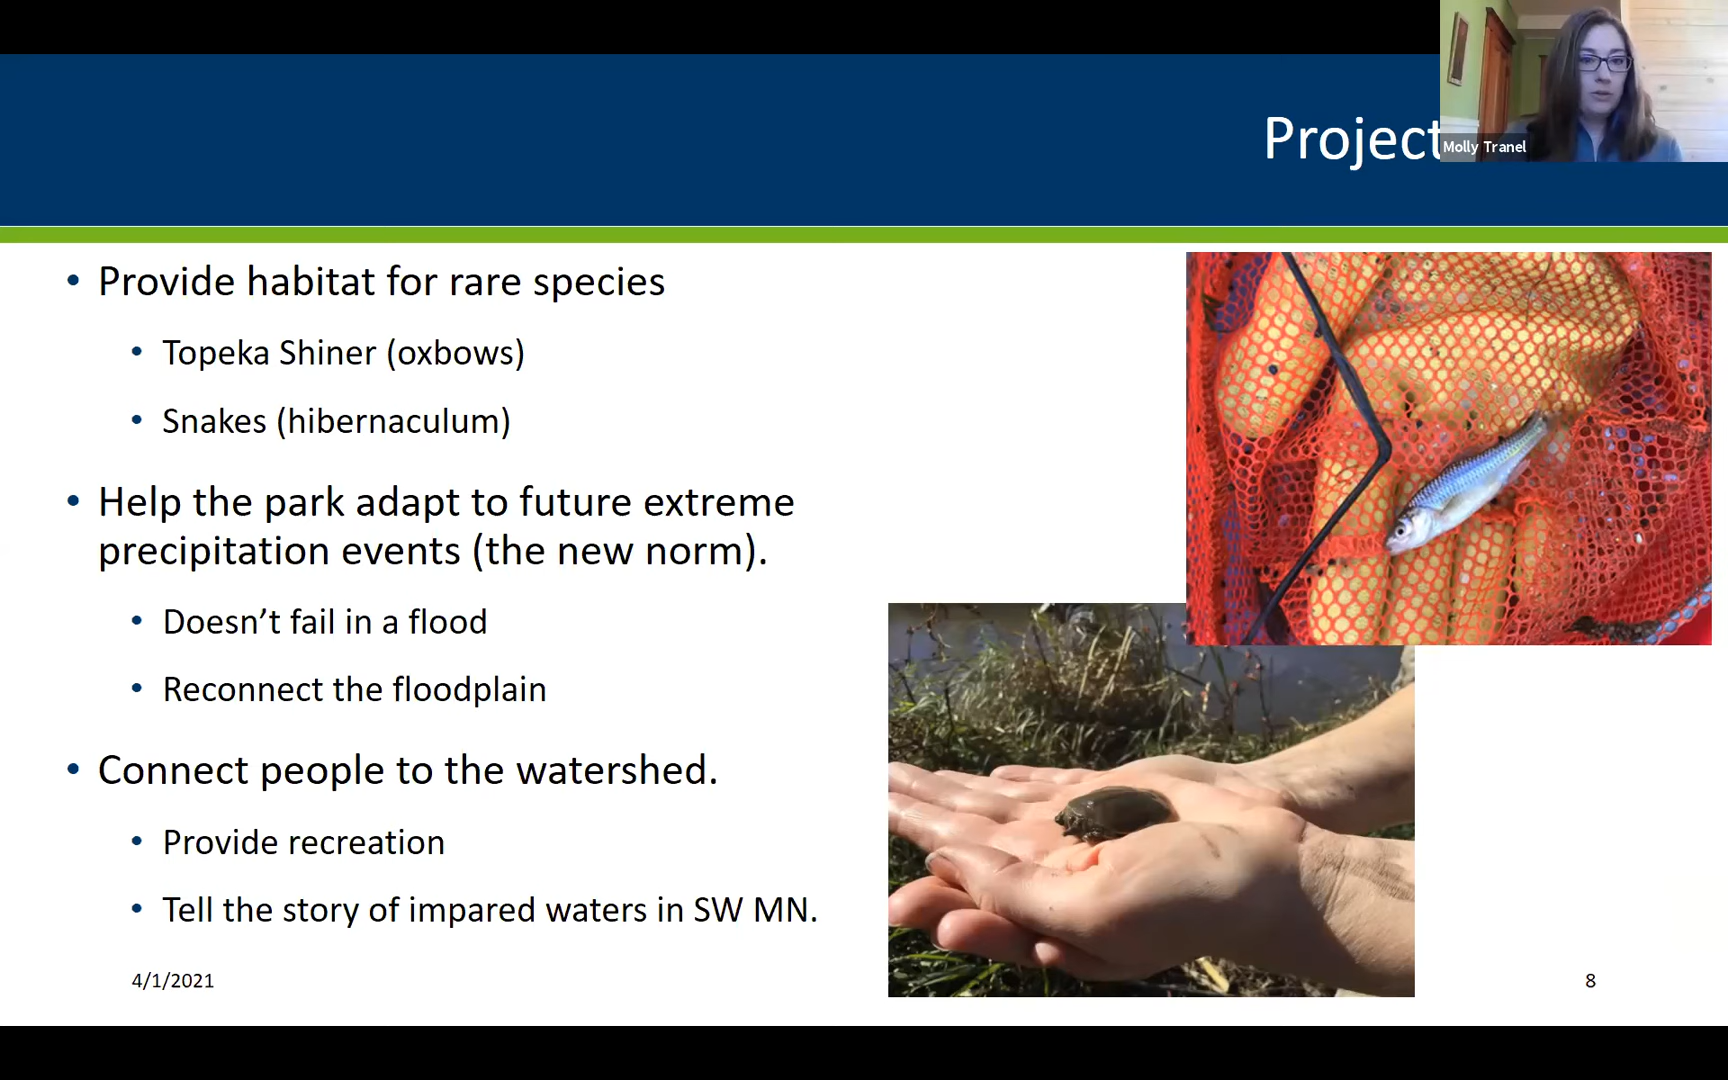 Project
Molly Tranel
• Provide habitat for rare species
• Topeka Shiner (oxbows)
• Snakes (hibernaculum)
• Help the park adapt to future extreme
precipitation events (the new norm).
• Doesn’t fail in a flood
• Reconnect the floodplain
• Connect people to the watershed.
• Provide recreation
• Tell the story of impared waters in SW MN.
4/1/2021
8